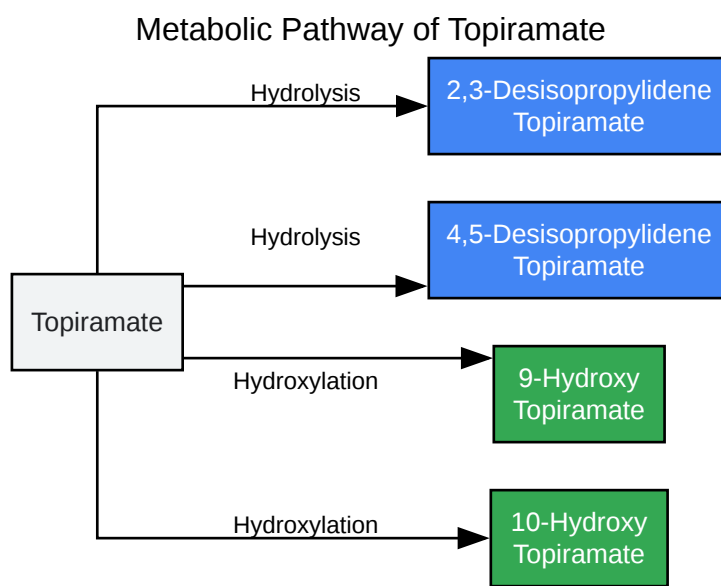 Metabolic Pathway of Topiramate
Hydrolysis
2,3-Desisopropylidene
Topiramate
Hydrolysis
4,5-Desisopropylidene
Topiramate
Topiramate
Hydroxylation
9-Hydroxy
Topiramate
Hydroxylation
10-Hydroxy
Topiramate